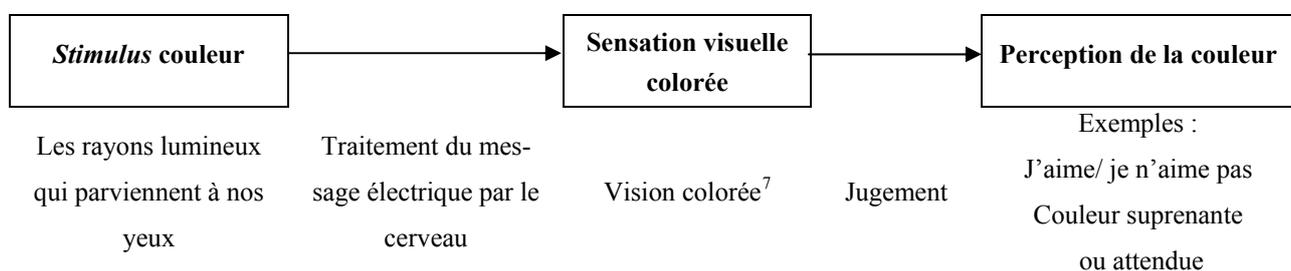 Stimulus couleur
Sensation visuelle
colorée
Perception de la couleur
Les rayons lumineux
qui parviennent à nos
yeux
Traitement du mes-
sage électrique par le
cerveau
Vision colorée7
Jugement
Exemples :
J'aime/ je n'aime pas
Couleur suprenante
ou attendue